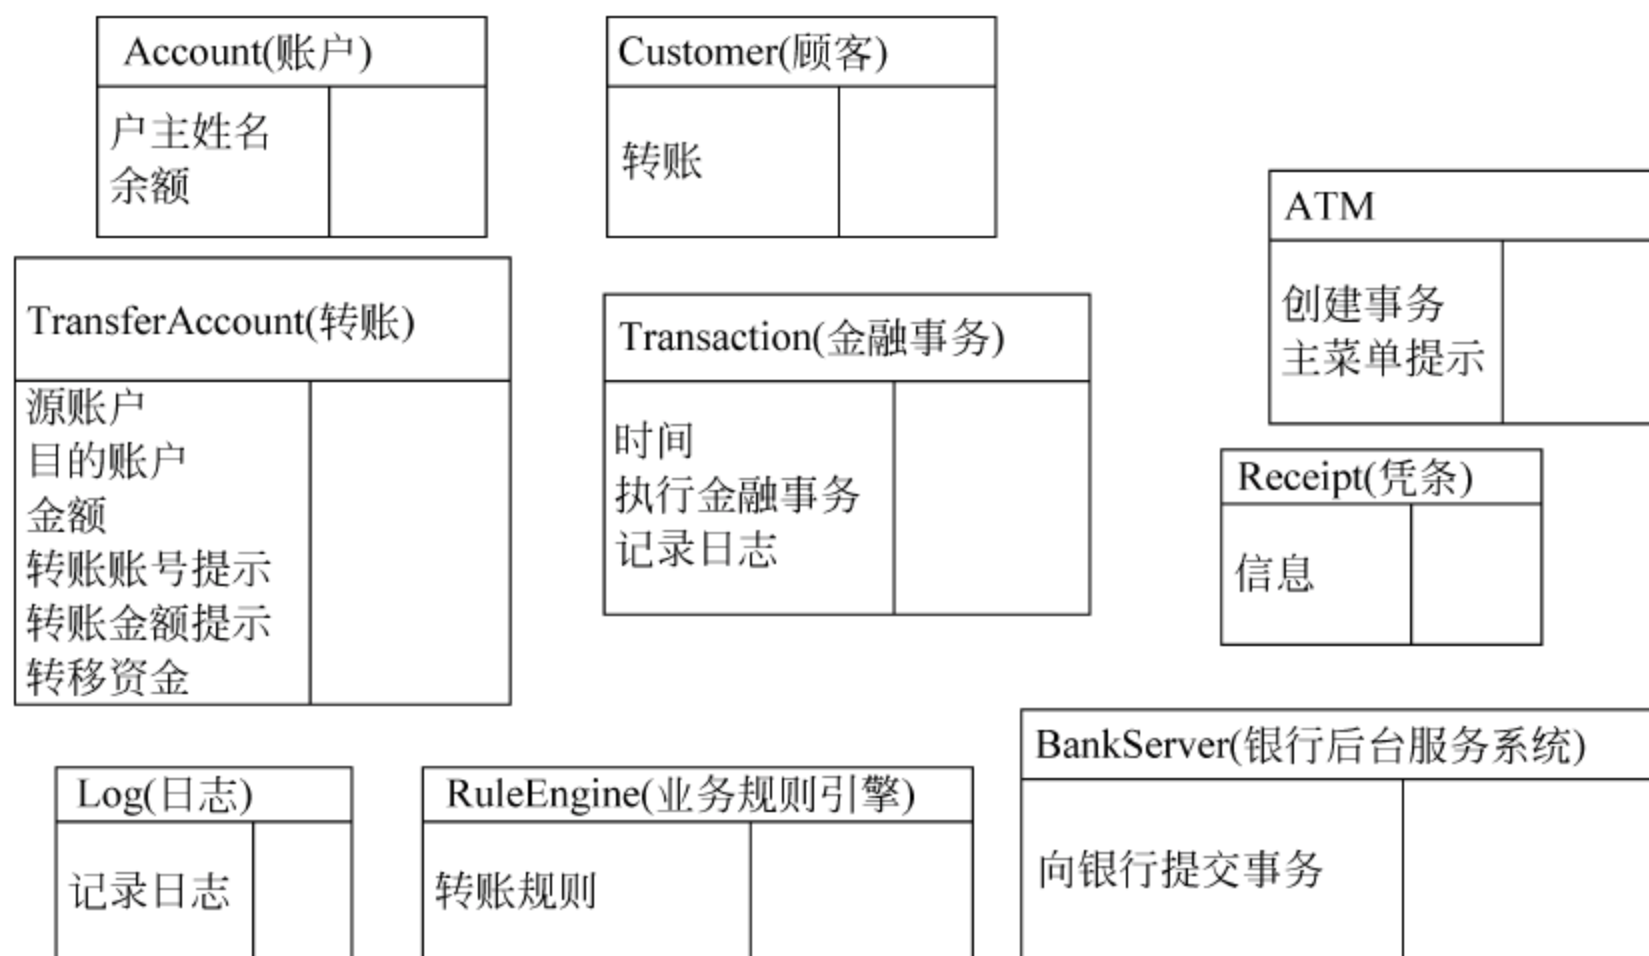 Account(账户)
户主姓名
余额
Customer(顾客)
转账
ATM
创建事务
主菜单提示
TransferAccount(转账)
源账户
目的账户
金额
转账账号提示
转账金额提示
转移资金
Transaction(金融事务)
时间
执行金融事务
记录日志
Receipt(凭条)
信息
Log(日志)
记录日志
RuleEngine(业务规则引擎)
转账规则
BankServer(银行后台服务系统)
向银行提交事务